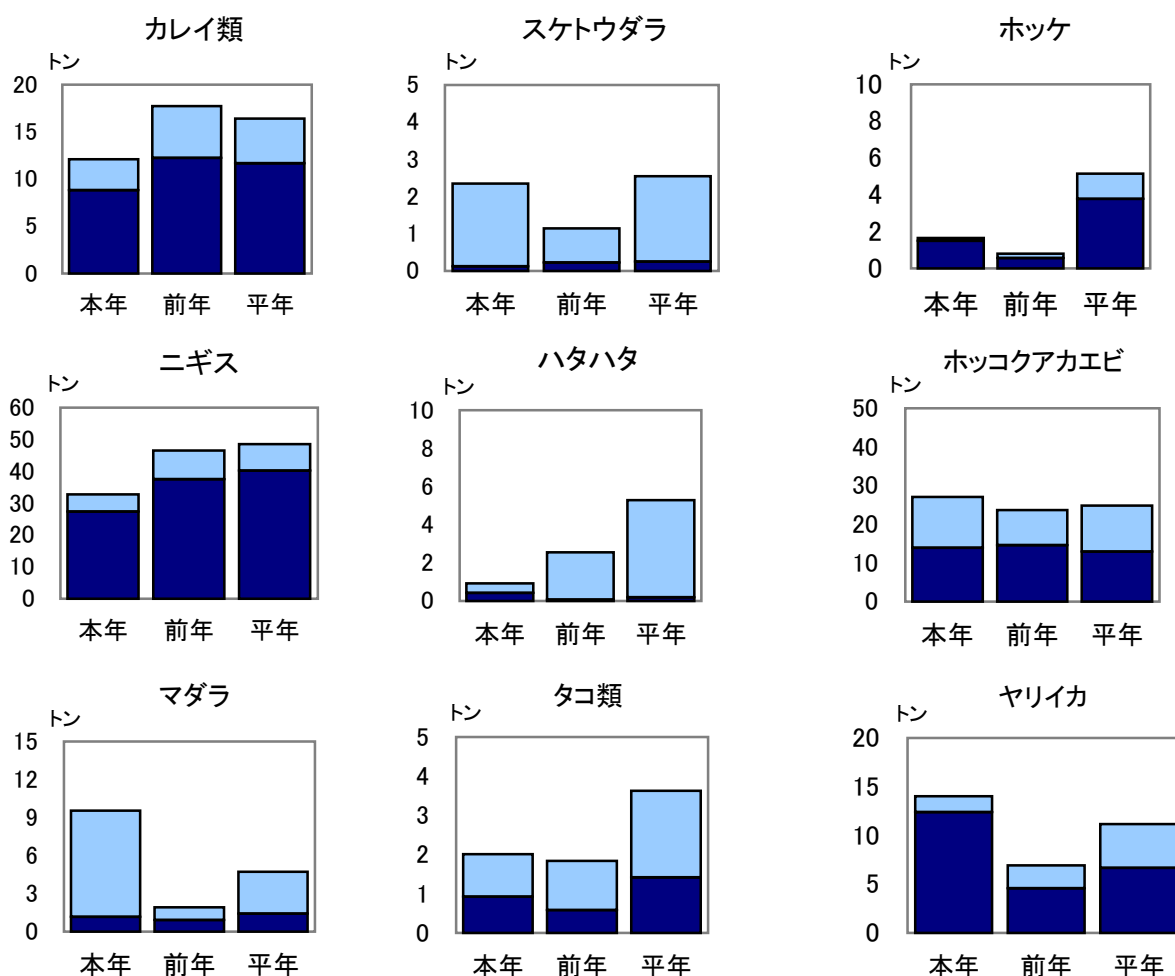 カレイ類
トン
20
15
10
5
0
本年 前年 平年
スケトウダラ
トン
5
4
3
2
1
0
本年 前年 平年
ホッケ
トン
10
8
6
4
2
0
本年 前年 平年
ニギス
トン
60
50
40
30
20
10
0
本年 前年 平年
ハタハタ
トン
10
8
6
4
2
0
本年 前年 平年
ホッコクアカエビ
トン
50
40
30
20
10
0
本年 前年 平年
マダラ
トン
15
12
9
6
3
0
本年 前年 平年
タコ類
トン
5
4
3
2
1
0
本年 前年 平年
ヤリイカ
トン
20
15
10
5
0
本年 前年 平年